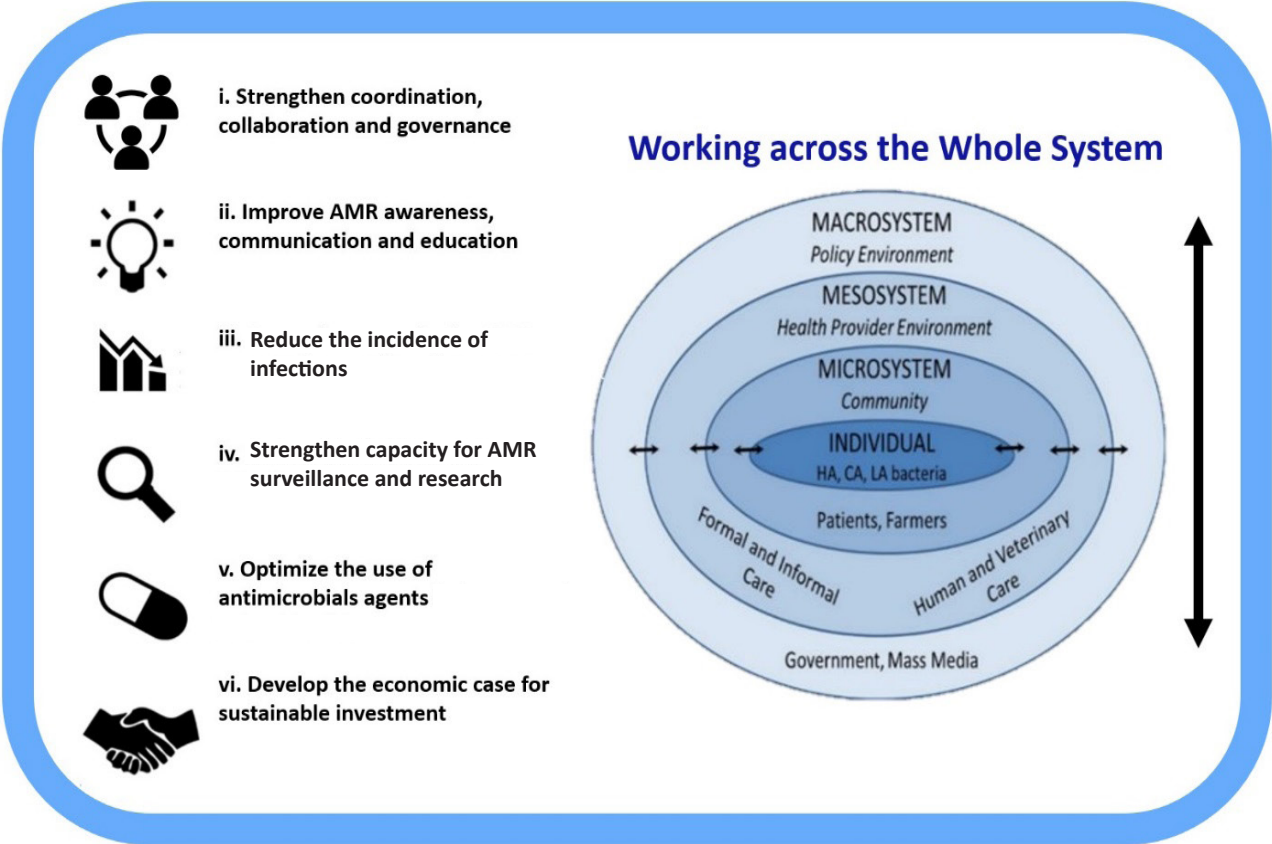 i. Strengthen coordination,
collaboration and governance
ii. Improve AMR awareness,
communication and education
iii. Reduce the incidence of
infections
iv. Strengthen capacity for AMR
surveillance and research
v. Optimize the use of
antimicrobials agents
vi. Develop the economic case for
sustainable investment
Working across the Whole System
MACROSYSTEM
Policy Environment
MESOSYSTEM
Health Provider Environment
MICROSYSTEM
Community
INDIVIDUAL
HA, CA, LA bacteria
Patients, Farmers
Formal and Informal
Care
Human and Veterinary
Care
Government, Mass Media